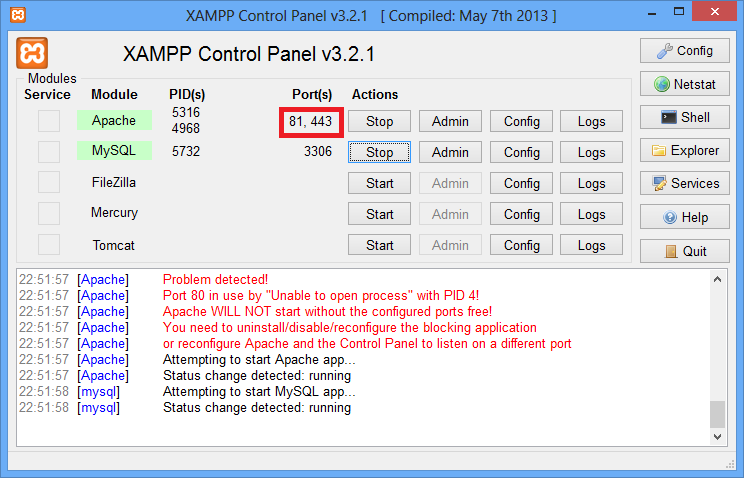 XAMPP Control Panel v3.2.1 [ Compiled: May 7th 2013 ]
XAMPP Control Panel v3.2.1
Config
Modules
Service Module PID(s) Port(s) Actions
Netstat
Apache 5316 4968 81, 443 Stop Admin Config Logs
Shell
MySQL 5732 3306 Stop Admin Config Logs
Explorer
FileZilla Start Admin Config Logs
Services
Mercury Start Admin Config Logs
Help
Tomcat Start Admin Config Logs
Quit
22:51:57 [Apache] Problem detected!
22:51:57 [Apache] Port 80 in use by "Unable to open process" with PID 4!
22:51:57 [Apache] Apache WILL NOT start without the configured ports free!
22:51:57 [Apache] You need to uninstall/disable/reconfigure the blocking application
22:51:57 [Apache] or reconfigure Apache and the Control Panel to listen on a different port
22:51:57 [Apache] Attempting to start Apache app...
22:51:57 [Apache] Status change detected: running
22:51:58 [mysql] Attempting to start MySQL app...
22:51:58 [mysql] Status change detected: running